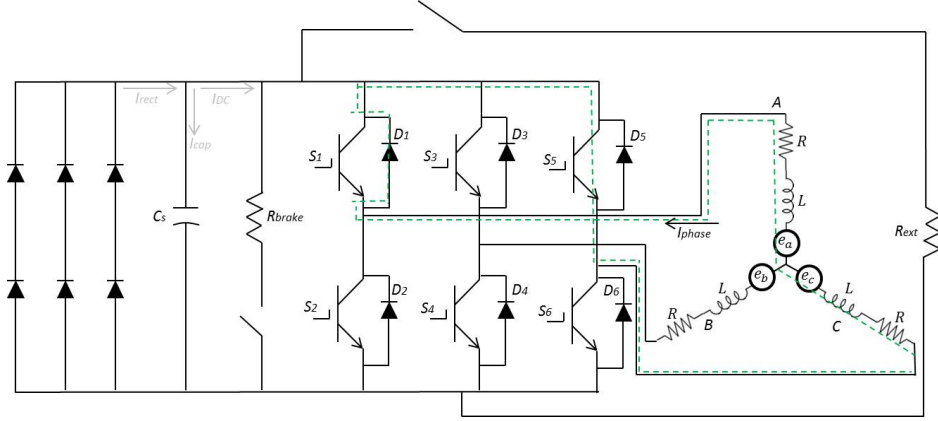 Irect
IDC
Icap
Cs
Rbrake
S1
D1
S3
D3
S5
D5
S2
D2
S4
D4
S6
D6
Iphase
A
R
L
ea
eb
ec
L
L
R
B
C
R
Rext